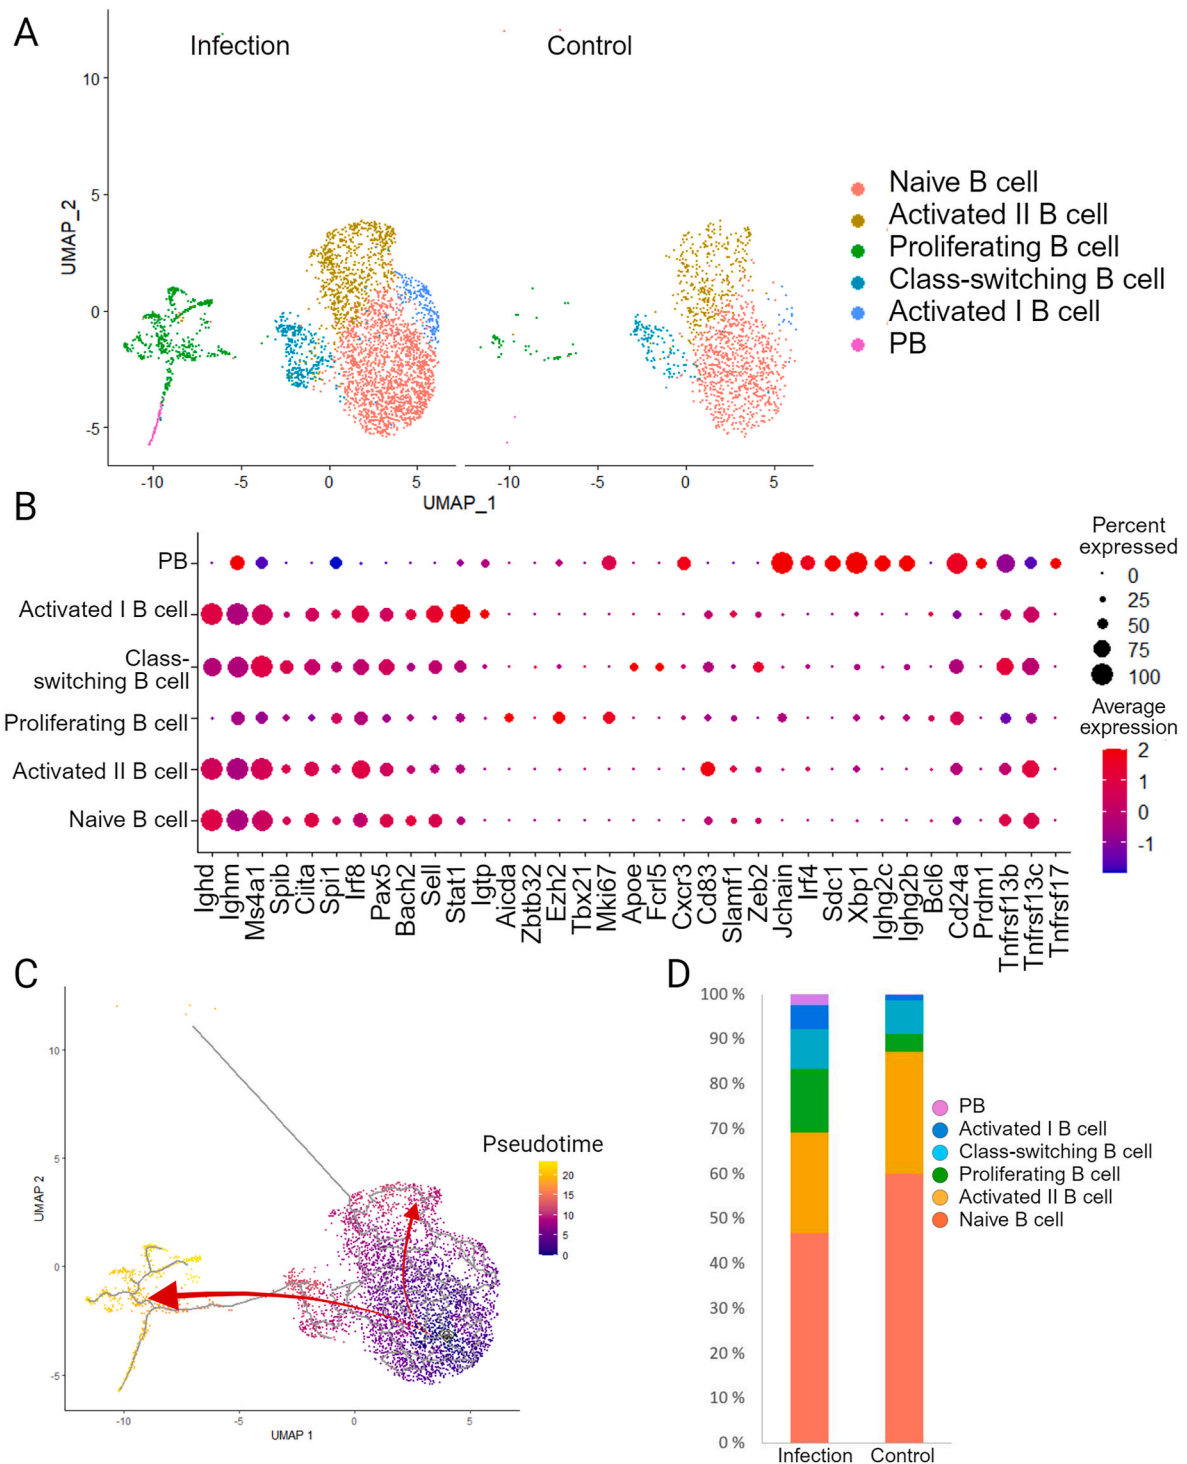 A
Infection
Control
10
5
0
-5
UMAP_2
-10
-5
0
5
-10
-5
0
5
UMAP_1
Naive B cell
Activated II B cell
Proliferating B cell
Class-switching B cell
Activated I B cell
PB
B
PB
Activated I B cell
Class-
switching B cell
Proliferating B cell
Activated II B cell
Naive B cell
Ighd
Ighm
Ms4a1
Spib
Ciita
Spi1
Irf8
Pax5
Bach2
Sell
Stat1
Igtp
Aicda
Zbtb32
Ezh2
Tbx21
Mki67
Apoe
Fcrl5
Cxcr3
Cd83
Slamf1
Zeb2
Jchain
Irf4
Sdc1
Xbp1
Ighg2c
Ighg2b
Bcl6
Cd24a
Prdm1
Tnfrsf13b
Tnfrsf13c
Tnfrsf17
Percent
expressed
0
25
50
75
100
Average
expression
2
1
0
-1
C
10
5
0
-5
UMAP 2
-10
-5
0
5
UMAP 1
Pseudotime
20
15
10
5
0
D
100 %
90 %
80 %
70 %
60 %
50 %
40 %
30 %
20 %
10 %
0 %
Infection
Control
PB
Activated I B cell
Class-switching B cell
Proliferating B cell
Activated II B cell
Naive B cell